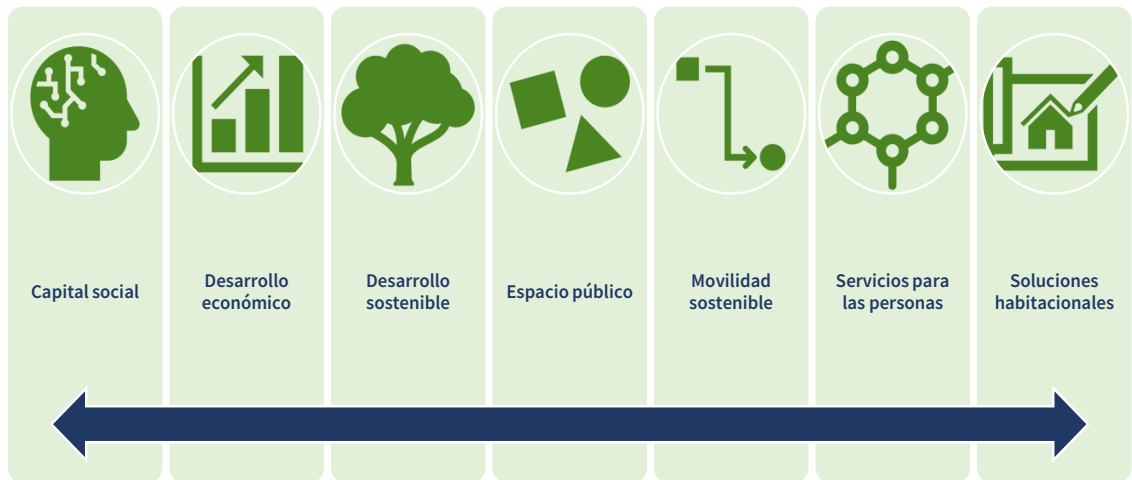 Capital social
Desarrollo
económico
Desarrollo
sostenible
Espacio público
Movilidad
sostenible
Servicios para
las personas
Soluciones
habitacionales